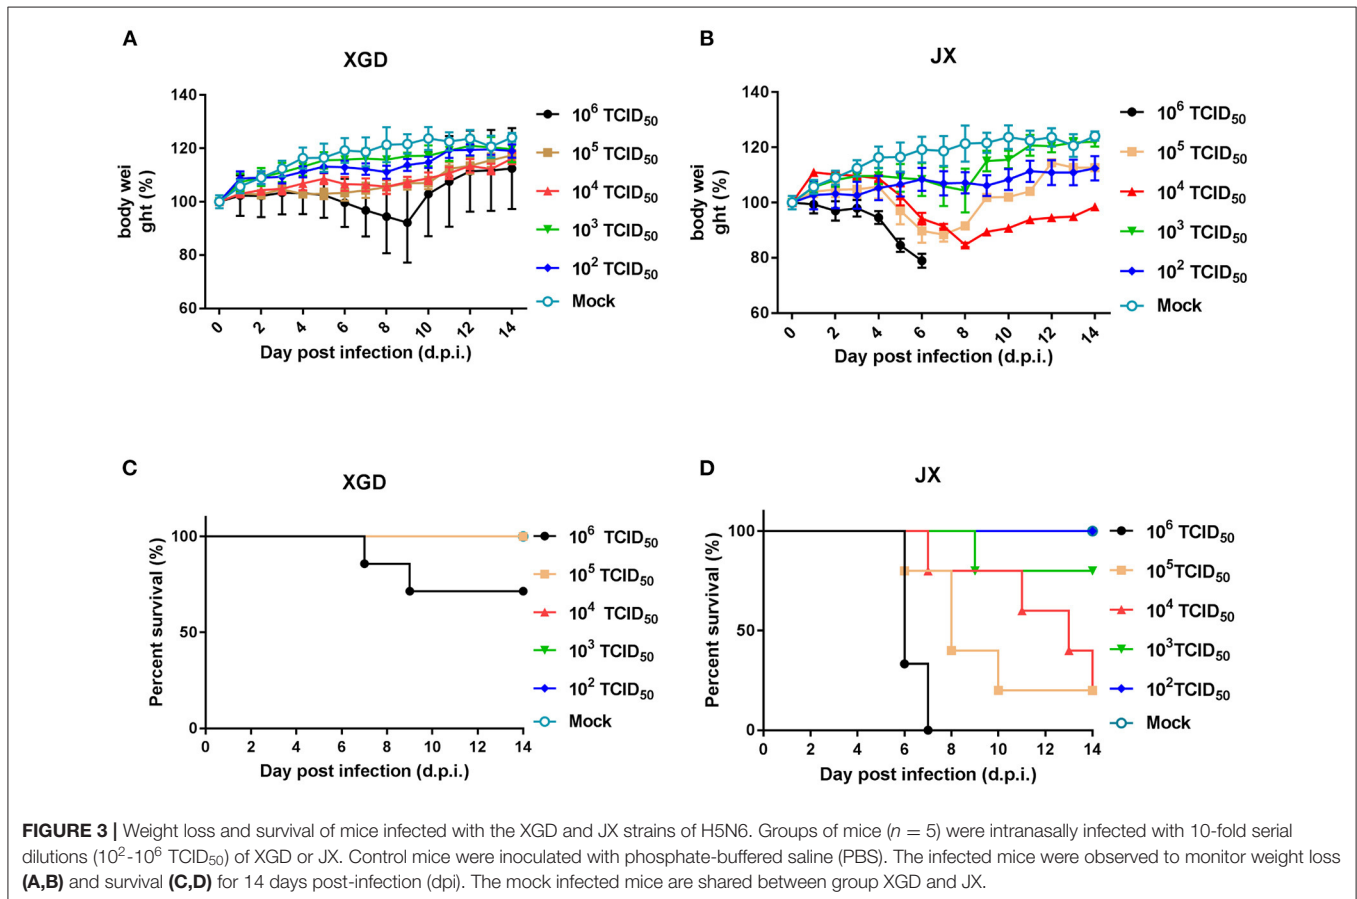 A
XGD
body wei
ght (%)
140
120
100
80
60
0 2 4 6 8 10 12 14
Day post infection (d.p.i.)
10⁶ TCID₅₀
10⁵ TCID₅₀
10⁴ TCID₅₀
10³ TCID₅₀
10² TCID₅₀
Mock
B
JX
body wei
ght (%)
140
120
100
80
60
0 2 4 6 8 10 12 14
Day post infection (d.p.i.)
10⁶ TCID₅₀
10⁵ TCID₅₀
10⁴ TCID₅₀
10³ TCID₅₀
10² TCID₅₀
Mock
C
XGD
Percent survival (%)
100
50
0
0 2 4 6 8 10 12 14
Day post infection (d.p.i.)
10⁶ TCID₅₀
10⁵ TCID₅₀
10⁴ TCID₅₀
10³ TCID₅₀
10² TCID₅₀
Mock
D
JX
Percent survival (%)
100
50
0
0 2 4 6 8 10 12 14
Day post infection (d.p.i.)
10⁶ TCID₅₀
10⁵TCID₅₀
10⁴ TCID₅₀
10³TCID₅₀
10²TCID₅₀
Mock
FIGURE 3 | Weight loss and survival of mice infected with the XGD and JX strains of H5N6. Groups of mice (n = 5) were intranasally infected with 10-fold serial
dilutions (10²-10⁶ TCID₅₀) of XGD or JX. Control mice were inoculated with phosphate-buffered saline (PBS). The infected mice were observed to monitor weight loss
(A,B) and survival (C,D) for 14 days post-infection (dpi). The mock infected mice are shared between group XGD and JX.